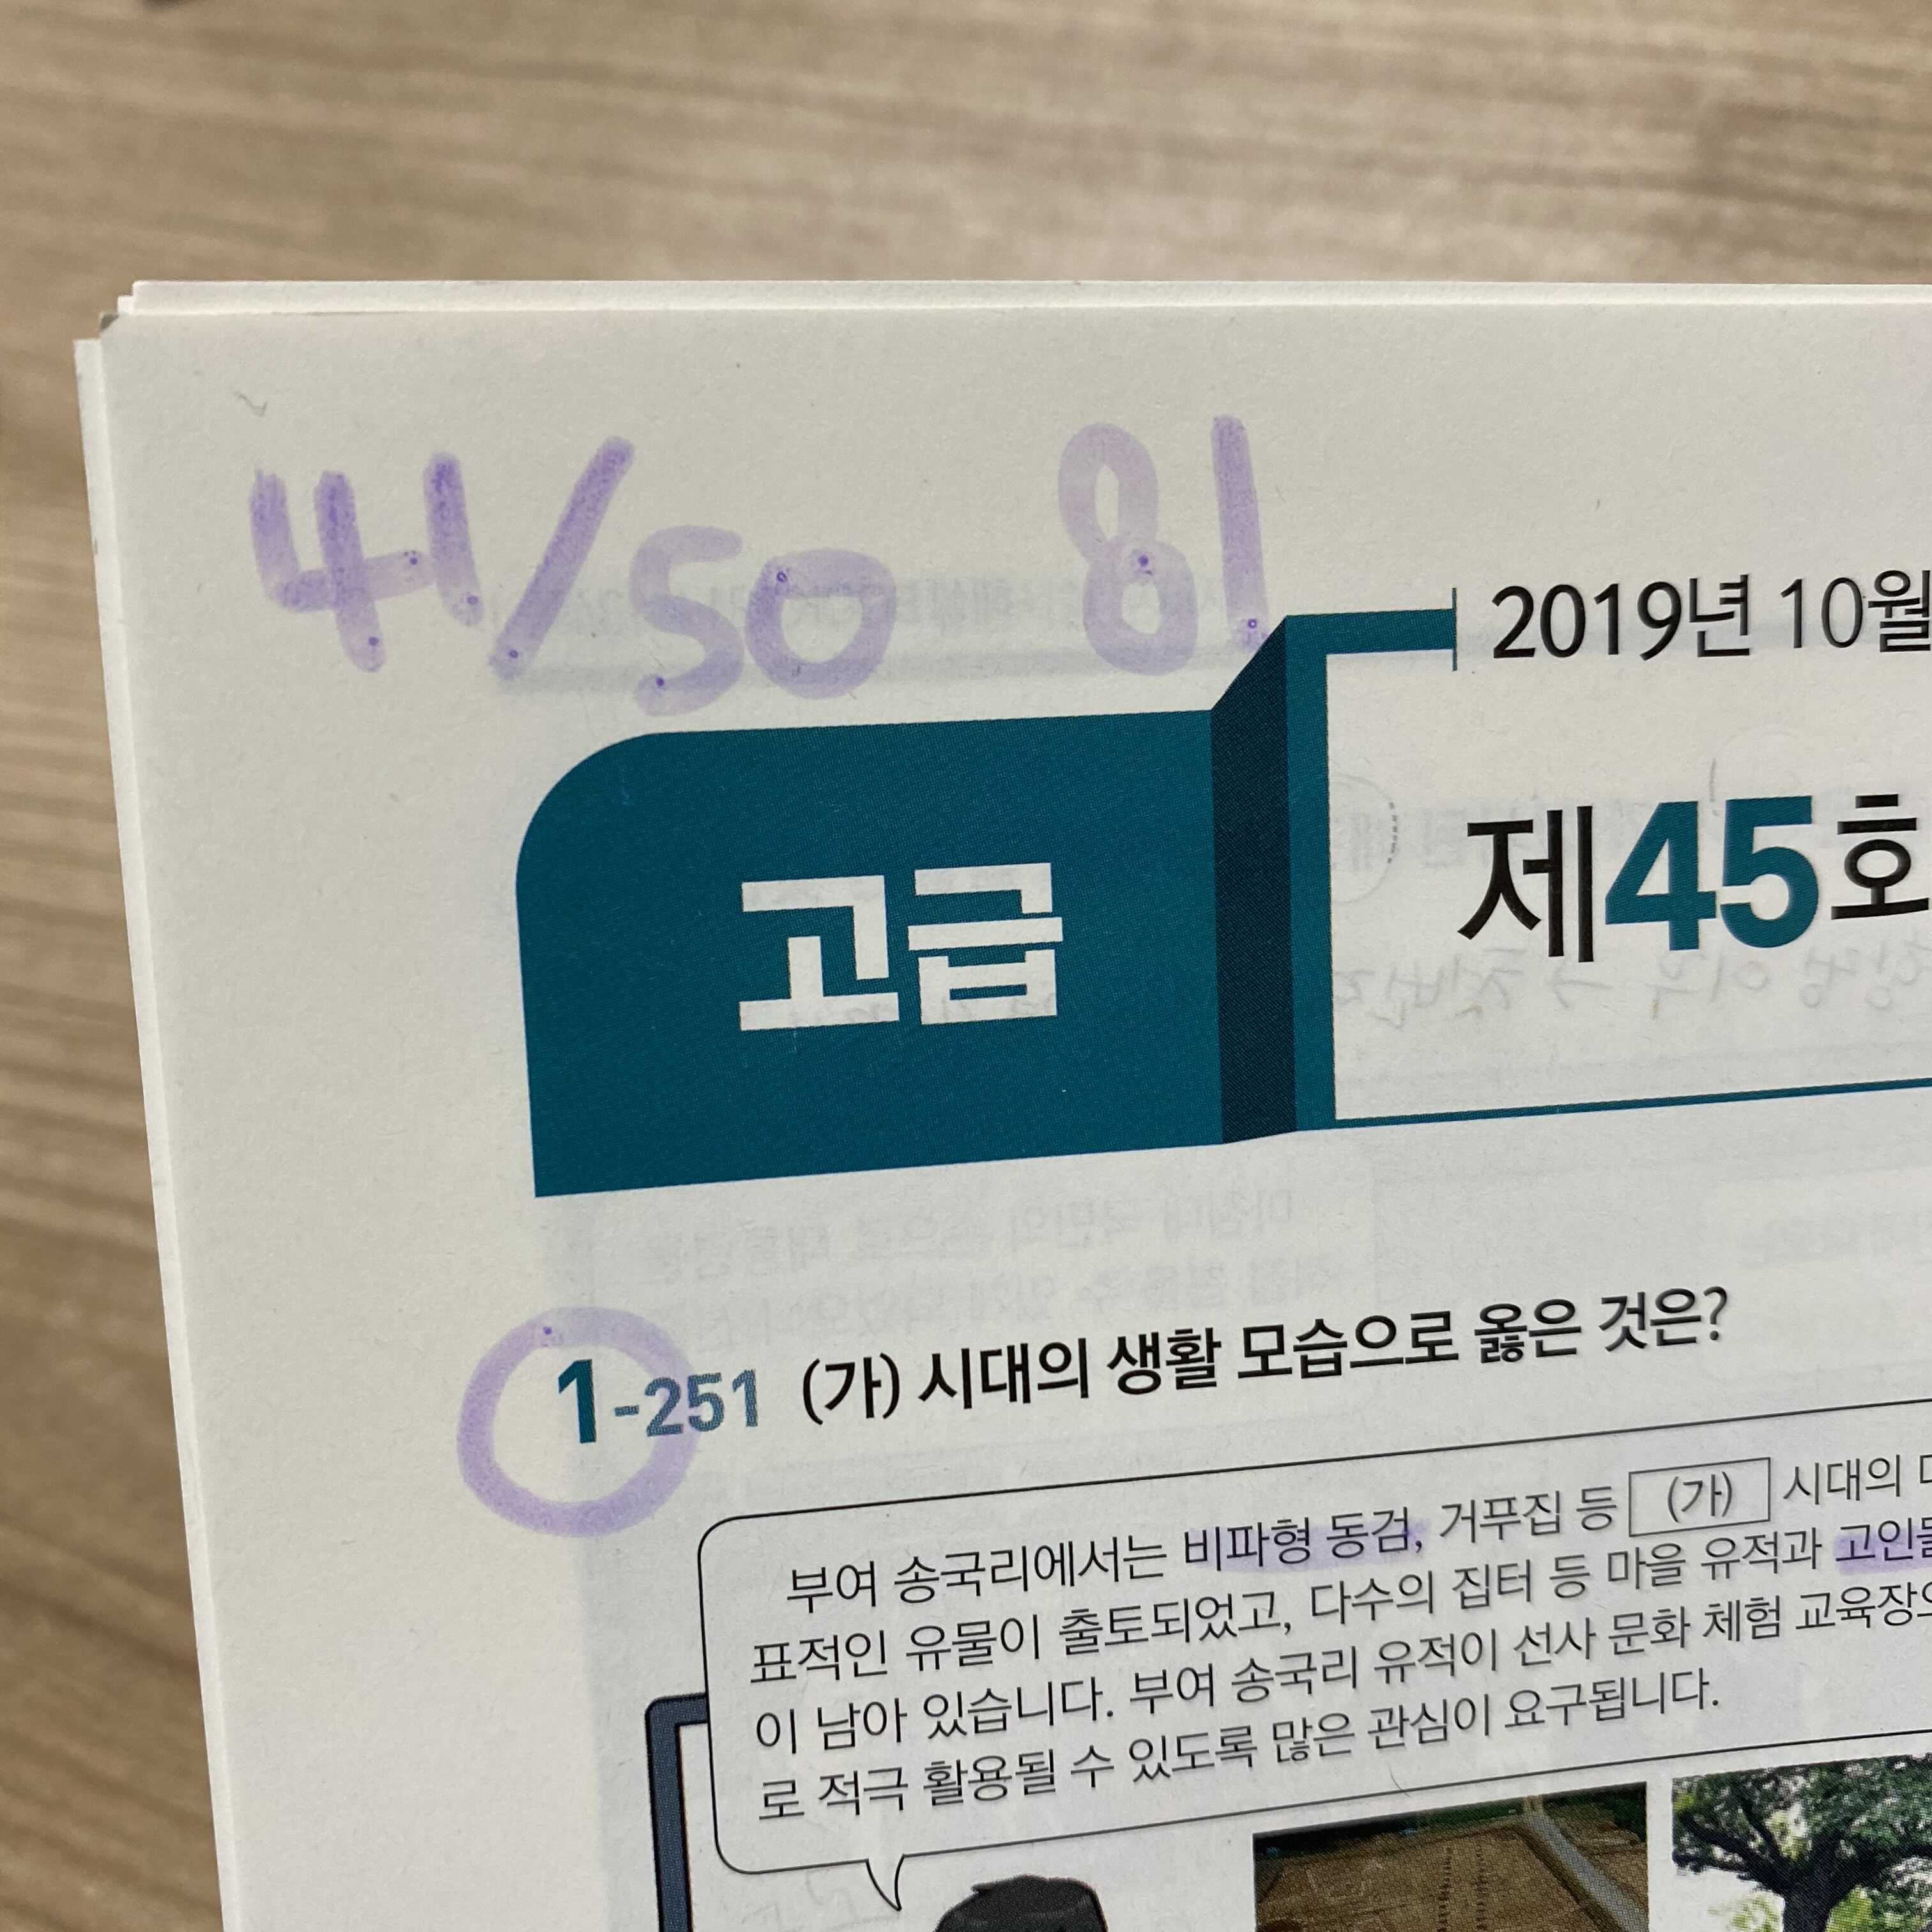 41/50 81
2019년 10월
고급
제45호
1-251 (가) 시대의 생활 모습으로 옳은 것은?
부여 송국리에서는 비파형 동검, 거푸집 등 (가) 시대의
표적인 유물이 출토되었고, 다수의 집터 등 마을 유적과
이 남아 있습니다. 부여 송국리 유적이 선사 문화 체험 교육장으
로 적극 활용될 수 있도록 많은 관심이 요구됩니다.